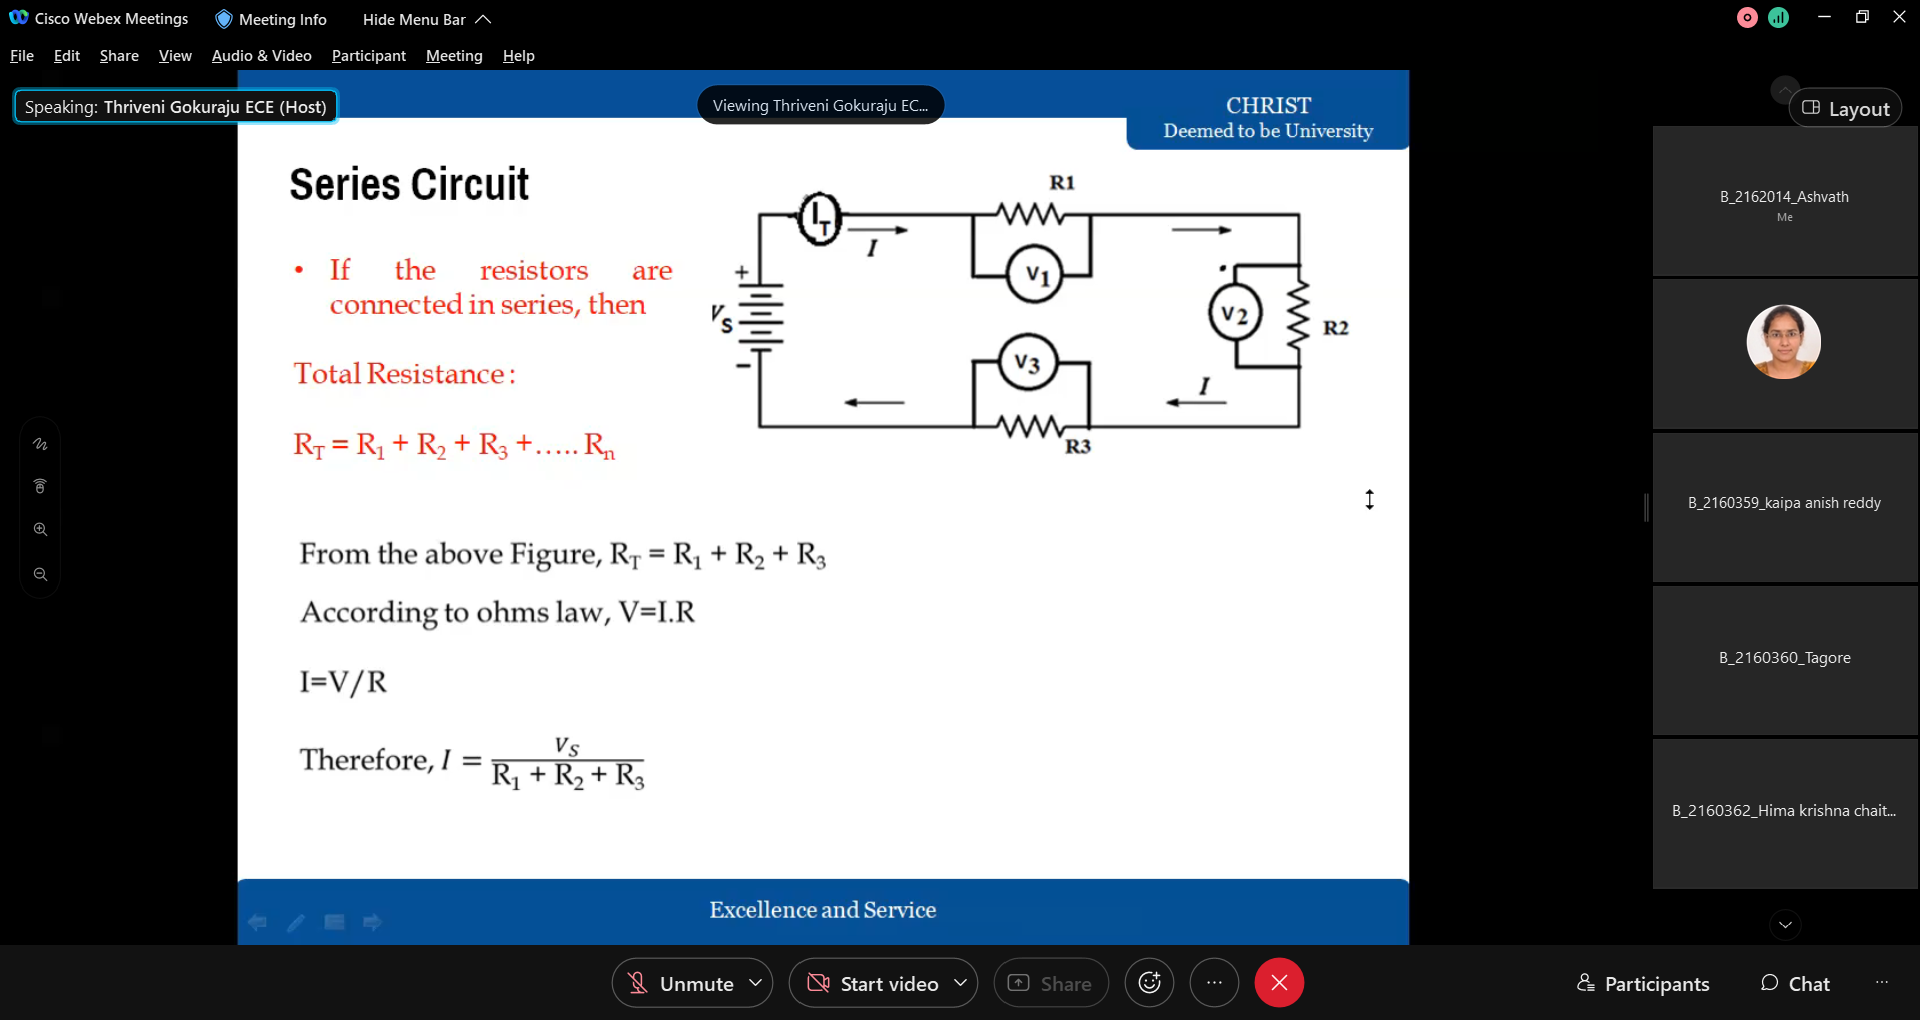 Cisco Webex Meetings
Meeting Info
Hide Menu Bar
File Edit Share View Audio & Video Participant Meeting Help
Speaking: Thriveni Gokuraju ECE (Host)
Viewing Thriveni Gokuraju EC...
CHRIST
Deemed to be University
Layout
Series Circuit
• If the resistors are
connected in series, then
Total Resistance :
R_T = R_1 + R_2 + R_3 +….. R_n
R1
I_T
I
V1
+
V_S
−
V2
R2
V3
I
R3
From the above Figure, R_T = R_1 + R_2 + R_3
According to ohms law, V=I.R
I=V/R
Therefore, I = V_S / R_1 + R_2 + R_3
Excellence and Service
B_2162014_Ashvath
Me
B_2160359_kaipa anish reddy
B_2160360_Tagore
B_2160362_Hima krishna chait...
Unmute
Start video
Share
Participants
Chat